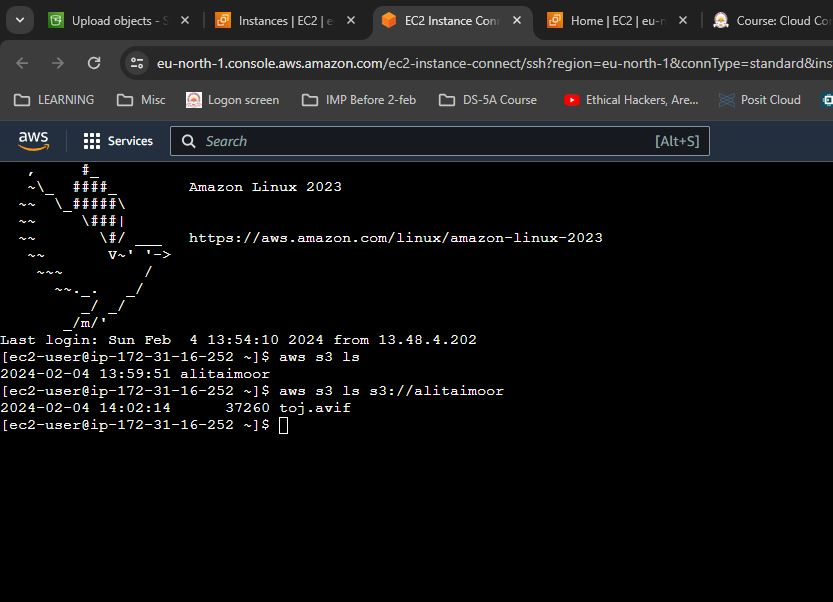 Upload objects - S
Instances | EC2 | e
EC2 Instance Conn
Home | EC2 | eu-n
Course: Cloud Co
eu-north-1.console.aws.amazon.com/ec2-instance-connect/ssh?region=eu-north-1&connType=standard&ins
LEARNING
Misc
Logon screen
IMP Before 2-feb
DS-5A Course
Ethical Hackers, Are...
Posit Cloud
aws
Services
Search
[Alt+S]
   ,     #_
   ~\_  ####_        Amazon Linux 2023
  ~~  \_#####\
  ~~     \###|
  ~~       \#/ ___   https://aws.amazon.com/linux/amazon-linux-2023
   ~~       V~' '->
    ~~~         /
      ~~._.   _/
         _/ _/
       _/m/'
Last login: Sun Feb  4 13:54:10 2024 from 13.48.4.202
[ec2-user@ip-172-31-16-252 ~]$ aws s3 ls
2024-02-04 13:59:51 alitaimoor
[ec2-user@ip-172-31-16-252 ~]$ aws s3 ls s3://alitaimoor
2024-02-04 14:02:14      37260 toj.avif
[ec2-user@ip-172-31-16-252 ~]$